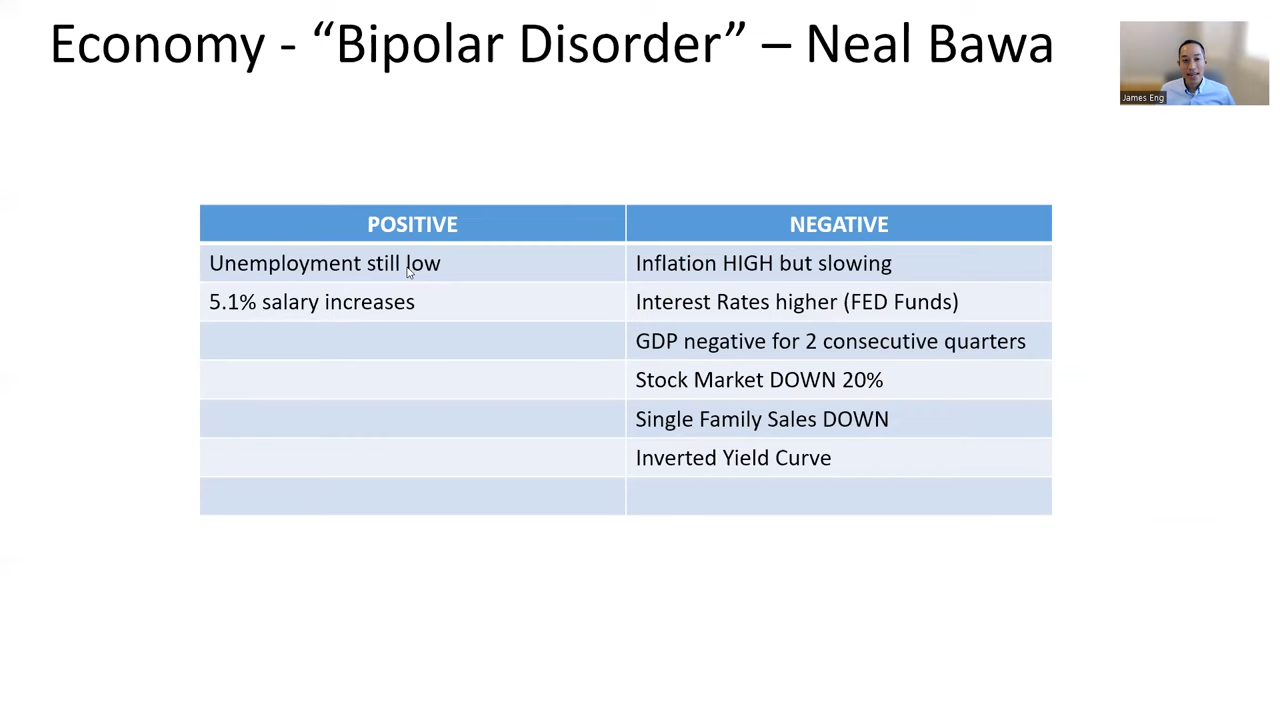 Economy - “Bipolar Disorder” – Neal Bawa
James Eng
POSITIVE
NEGATIVE
Unemployment still low
Inflation HIGH but slowing
5.1% salary increases
Interest Rates higher (FED Funds)
GDP negative for 2 consecutive quarters
Stock Market DOWN 20%
Single Family Sales DOWN
Inverted Yield Curve